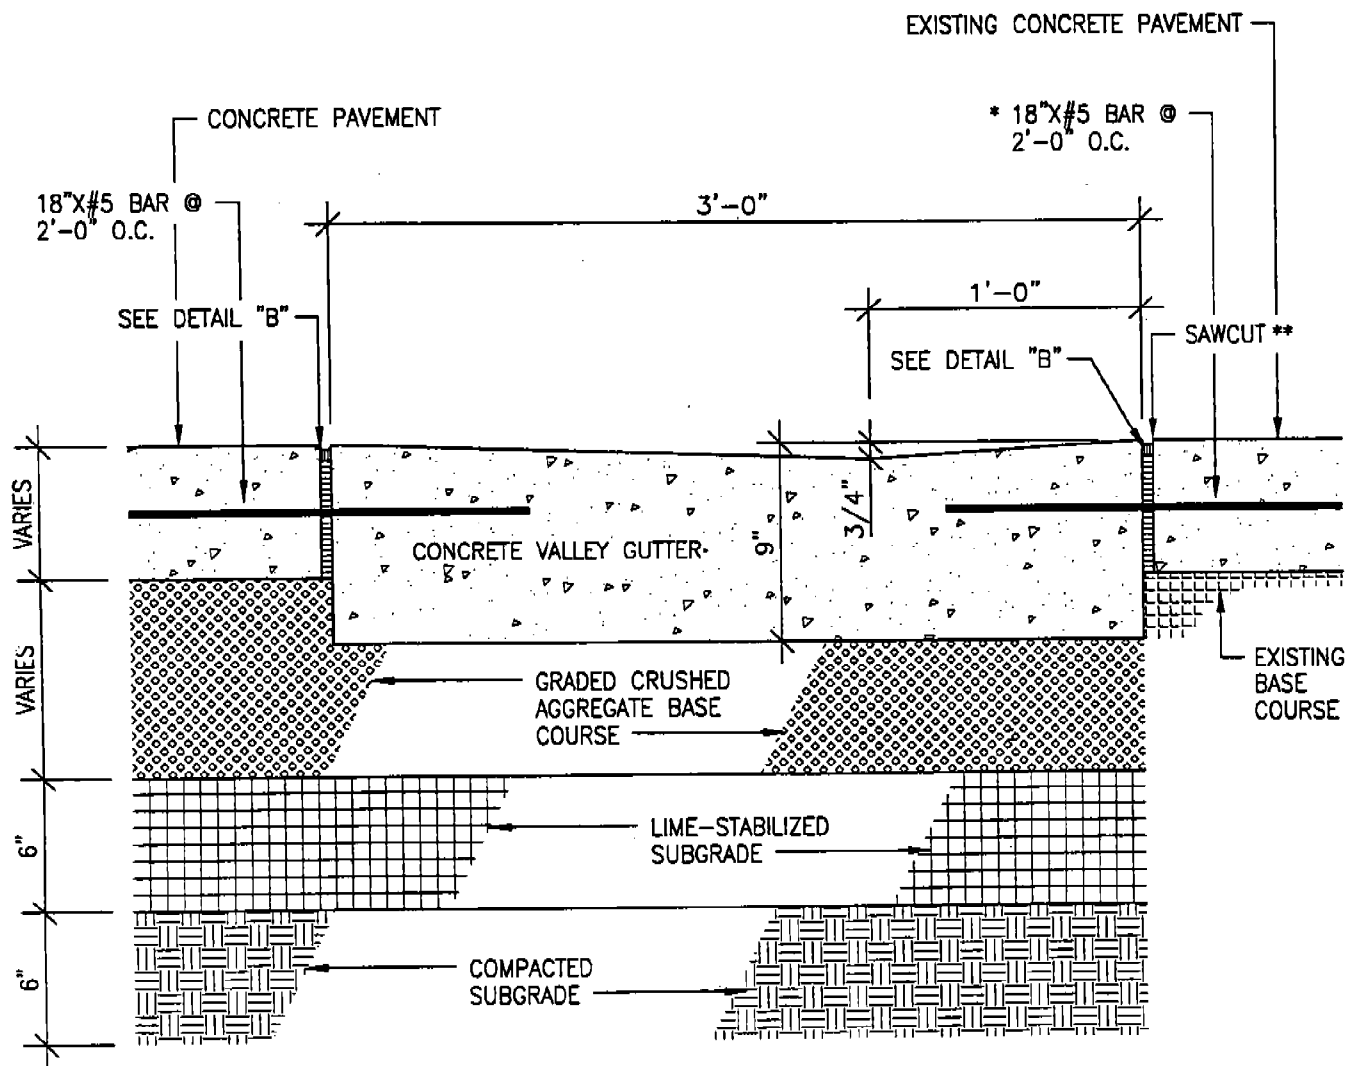 EXISTING CONCRETE PAVEMENT
CONCRETE PAVEMENT
* 18"X#5 BAR @
2'-0" O.C.
18"X#5 BAR @
2'-0" O.C.
3'-0"
1'-0"
SEE DETAIL "B"
SAWCUT **
SEE DETAIL "B"
VARIES
3/4"
9"
CONCRETE VALLEY GUTTER
VARIES
GRADED CRUSHED
AGGREGATE BASE
COURSE
EXISTING
BASE
COURSE
6"
LIME-STABILIZED
SUBGRADE
6"
COMPACTED
SUBGRADE